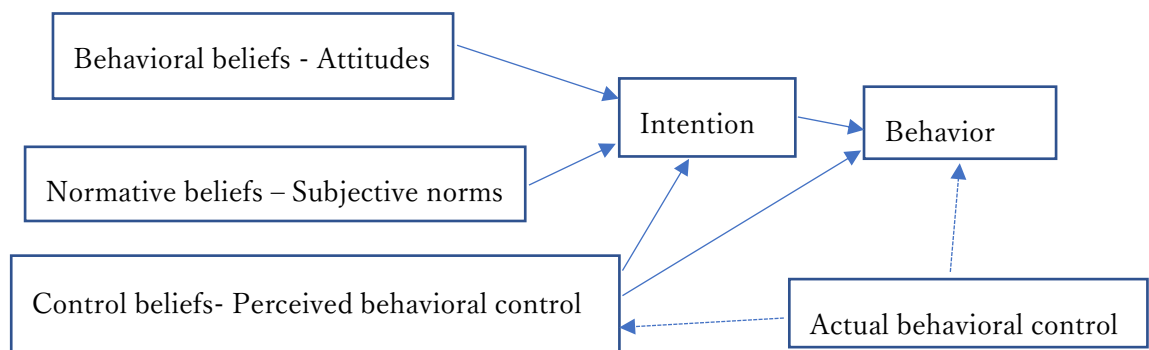 Behavioral beliefs - Attitudes
Intention
Behavior
Normative beliefs – Subjective norms
Control beliefs- Perceived behavioral control
Actual behavioral control